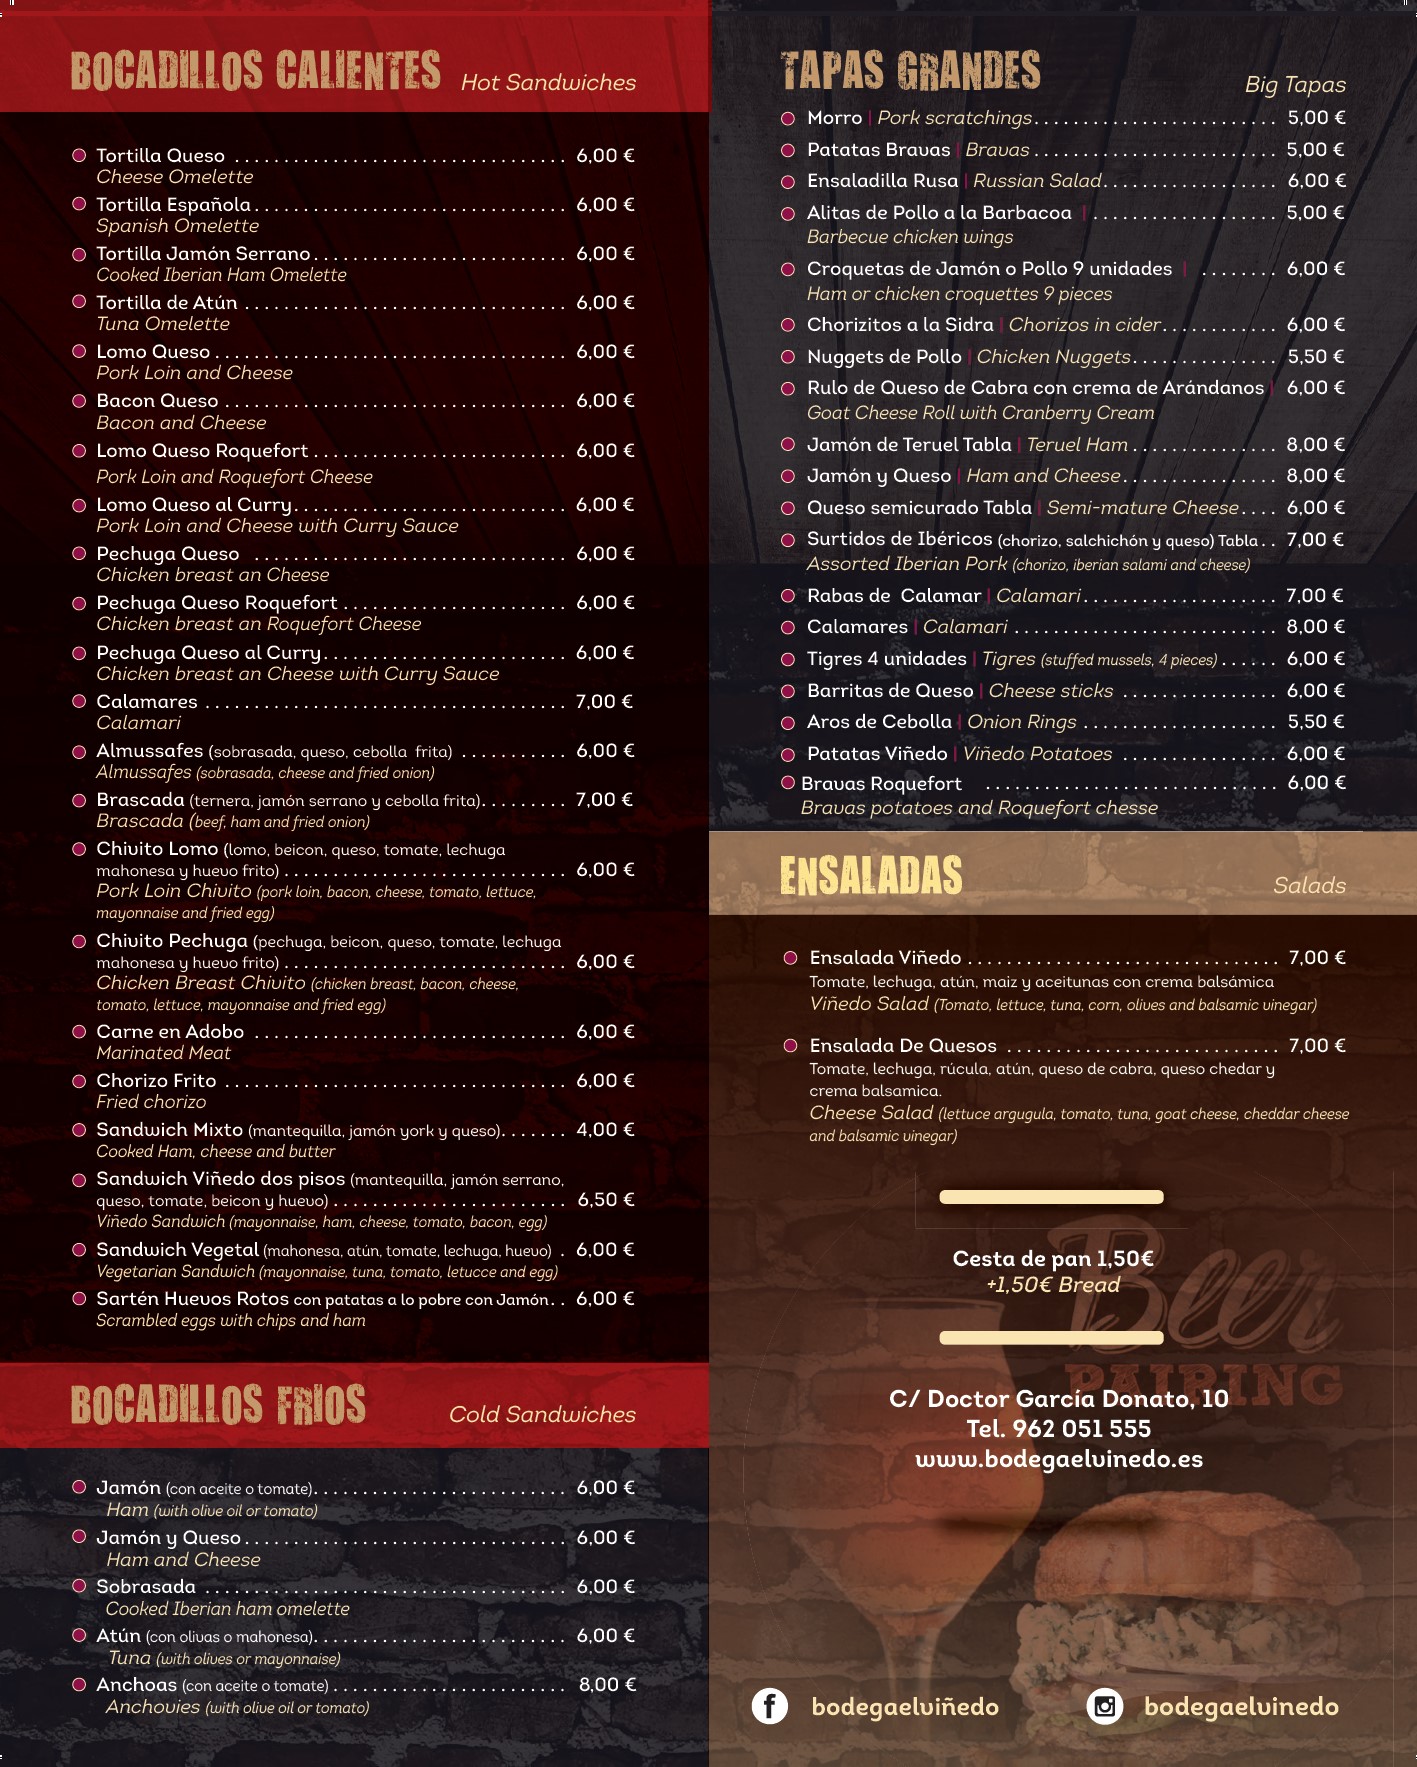 BOCADILLOS CALIENTES Hot Sandwiches
Tortilla Queso ................................. 6,00 €
Cheese Omelette
Tortilla Española ................................ 6,00 €
Spanish Omelette
Tortilla Jamón Serrano .......................... 6,00 €
Cooked Iberian Ham Omelette
Tortilla de Atún ................................ 6,00 €
Tuna Omelette
Lomo Queso .................................... 6,00 €
Pork Loin and Cheese
Bacon Queso ................................... 6,00 €
Bacon and Cheese
Lomo Queso Roquefort .......................... 6,00 €
Pork Loin and Roquefort Cheese
Lomo Queso al Curry ............................ 6,00 €
Pork Loin and Cheese with Curry Sauce
Pechuga Queso ................................ 6,00 €
Chicken breast an Cheese
Pechuga Queso Roquefort ....................... 6,00 €
Chicken breast an Roquefort Cheese
Pechuga Queso al Curry ......................... 6,00 €
Chicken breast an Cheese with Curry Sauce
Calamares ..................................... 7,00 €
Calamari
Almussafes (sobrasada, queso, cebolla frita) ........... 6,00 €
Almussafes (sobrasada, cheese and fried onion)
Brascada (ternera, jamón serrano y cebolla frita) ......... 7,00 €
Brascada (beef, ham and fried onion)
Chivito Lomo (lomo, beicon, queso, tomate, lechuga
mahonesa y huevo frito) ............................. 6,00 €
Pork Loin Chivito (pork loin, bacon, cheese, tomato, lettuce,
mayonnaise and fried egg)
Chivito Pechuga (pechuga, beicon, queso, tomate, lechuga
mahonesa y huevo frito) ............................. 6,00 €
Chicken Breast Chivito (chicken breast, bacon, cheese,
tomato, lettuce, mayonnaise and fried egg)
Carne en Adobo ................................ 6,00 €
Marinated Meat
Chorizo Frito ................................... 6,00 €
Fried chorizo
Sandwich Mixto (mantequilla, jamón york y queso) ....... 4,00 €
Cooked Ham, cheese and butter
Sandwich Viñedo dos pisos (mantequilla, jamón serrano,
queso, tomate, beicon y huevo) ........................ 6,50 €
Viñedo Sandwich (mayonnaise, ham, cheese, tomato, bacon, egg)
Sandwich Vegetal (mahonesa, atún, tomate, lechuga, huevo) . 6,00 €
Vegetarian Sandwich (mayonnaise, tuna, tomato, letucce and egg)
Sartén Huevos Rotos con patatas a lo pobre con Jamón .. 6,00 €
Scrambled eggs with chips and ham
BOCADILLOS FRIOS Cold Sandwiches
Jamón (con aceite o tomate) .......................... 6,00 €
Ham (with olive oil or tomato)
Jamón y Queso ................................. 6,00 €
Ham and Cheese
Sobrasada ..................................... 6,00 €
Cooked Iberian ham omelette
Atún (con olivas o mahonesa) .......................... 6,00 €
Tuna (with olives or mayonnaise)
Anchoas (con aceite o tomate) ........................ 8,00 €
Anchovies (with olive oil or tomato)
TAPAS GRANDES Big Tapas
Morro | Pork scratchings ......................... 5,00 €
Patatas Bravas | Bravas ......................... 5,00 €
Ensaladilla Rusa | Russian Salad .................. 6,00 €
Alitas de Pollo a la Barbacoa | ................... 5,00 €
Barbecue chicken wings
Croquetas de Jamón o Pollo 9 unidades | ........ 6,00 €
Ham or chicken croquettes 9 pieces
Chorizitos a la Sidra | Chorizos in cider ............ 6,00 €
Nuggets de Pollo | Chicken Nuggets ............... 5,50 €
Rulo de Queso de Cabra con crema de Arándanos | 6,00 €
Goat Cheese Roll with Cranberry Cream
Jamón de Teruel Tabla | Teruel Ham ............... 8,00 €
Jamón y Queso | Ham and Cheese ................ 8,00 €
Queso semicurado Tabla | Semi-mature Cheese .... 6,00 €
Surtidos de Ibéricos (chorizo, salchichón y queso) Tabla .. 7,00 €
Assorted Iberian Pork (chorizo, iberian salami and cheese)
Rabas de Calamar | Calamari .................... 7,00 €
Calamares | Calamari ........................... 8,00 €
Tigres 4 unidades | Tigres (stuffed mussels, 4 pieces) ...... 6,00 €
Barritas de Queso | Cheese sticks ................ 6,00 €
Aros de Cebolla | Onion Rings .................... 5,50 €
Patatas Viñedo | Viñedo Potatoes ................ 6,00 €
Bravas Roquefort .............................. 6,00 €
Bravas potatoes and Roquefort chesse
ENSALADAS Salads
Ensalada Viñedo ................................ 7,00 €
Tomate, lechuga, atún, maiz y aceitunas con crema balsámica
Viñedo Salad (Tomato, lettuce, tuna, corn, olives and balsamic vinegar)
Ensalada De Quesos ............................ 7,00 €
Tomate, lechuga, rúcula, atún, queso de cabra, queso chedar y
crema balsamica.
Cheese Salad (lettuce argugula, tomato, tuna, goat cheese, cheddar cheese
and balsamic vinegar)
Cesta de pan 1,50€
+1,50€ Bread
Beer
PAIRING
C/ Doctor García Donato, 10
Tel. 962 051 555
www.bodegaelvinedo.es
bodegaelviñedo bodegaelvinedo